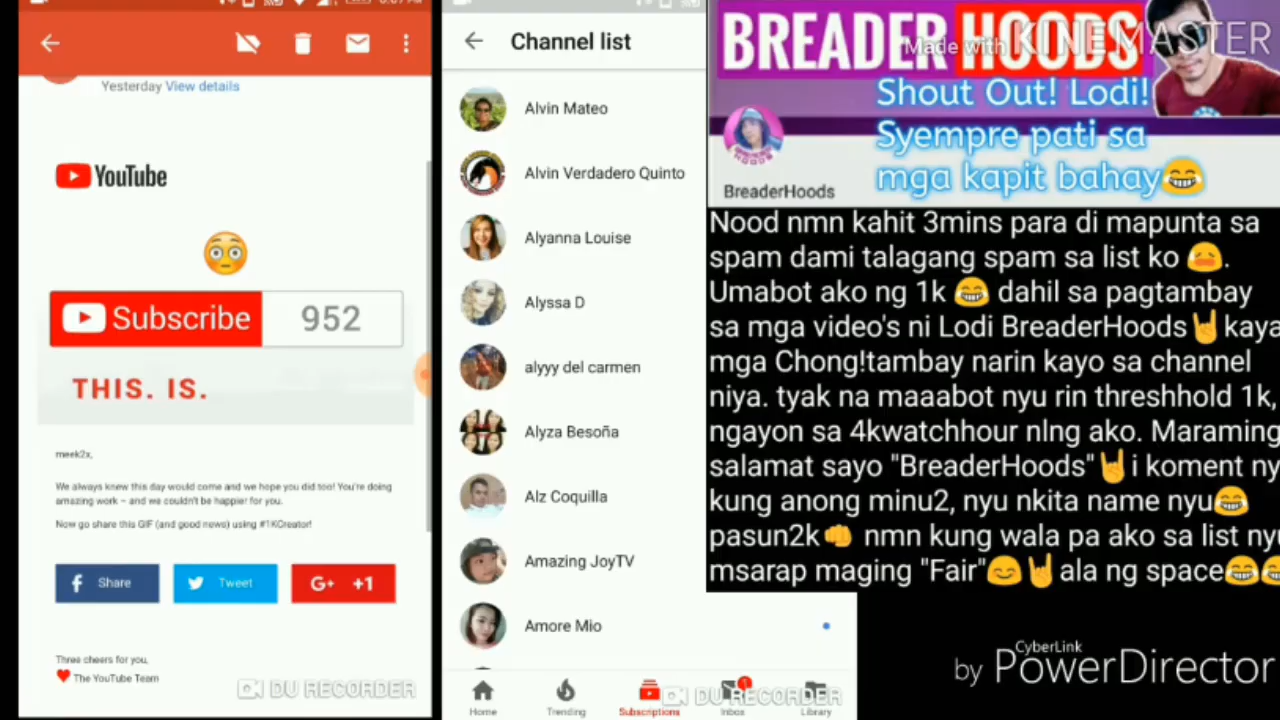 Yesterday View details
YouTube
Subscribe 952
THIS. IS.
meek2x,
We always knew this day would come and we hope you did too! You're doing
amazing work – and we couldn't be happier for you.
Now go share this GIF (and good news) using #1KCreator!
Share
Tweet
G+ +1
Three cheers for you,
The YouTube Team
DU RECORDER
Channel list
Alvin Mateo
Alvin Verdadero Quinto
Alyanna Louise
Alyssa D
alyyy del carmen
Alyza Besoña
Alz Coquilla
Amazing JoyTV
Amore Mio
Home
Trending
Subscriptions
Inbox
1
Library
DU RECORDER
BREADER HOODS
Made with KINEMASTER
Shout Out! Lodi!
Syempre pati sa
mga kapit bahay😂
BreaderHoods
Nood nmn kahit 3mins para di mapunta sa
spam dami talagang spam sa list ko 😩.
Umabot ako ng 1k 😂 dahil sa pagtambay
sa mga video's ni Lodi BreaderHoods🤘kaya
mga Chong!tambay narin kayo sa channel
niya. tyak na maaabot nyu rin threshhold 1k,
ngayon sa 4kwatchhour nlng ako. Maraming
salamat sayo "BreaderHoods"🤘i koment ny
kung anong minu2, nyu nkita name nyu😂
pasun2k👊 nmn kung wala pa ako sa list nyu
msarap maging "Fair"😊🤘ala ng space😂😂
by CyberLink
PowerDirector